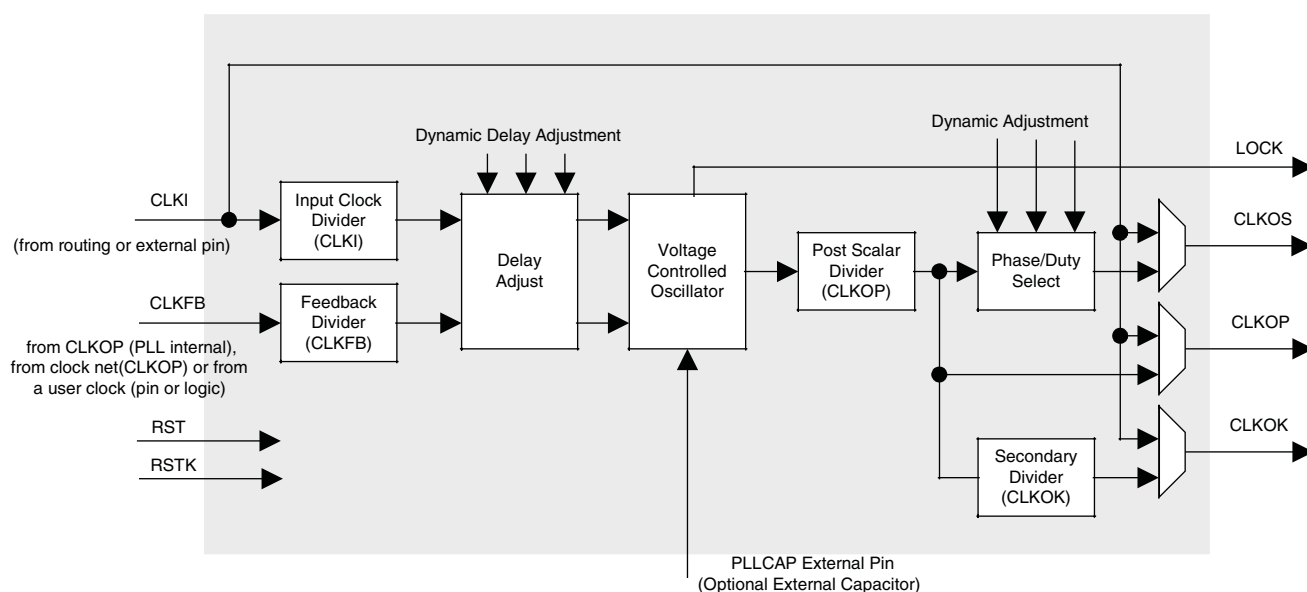 Dynamic Delay Adjustment
Dynamic Adjustment
LOCK
CLKI
(from routing or external pin)
Input Clock
Divider
(CLKI)
Delay
Adjust
Voltage
Controlled
Oscillator
Post Scalar
Divider
(CLKOP)
Phase/Duty
Select
CLKOS
CLKFB
from CLKOP (PLL internal),
from clock net(CLKOP) or from
a user clock (pin or logic)
Feedback
Divider
(CLKFB)
CLKOP
RST
RSTK
Secondary
Divider
(CLKOK)
CLKOK
PLLCAP External Pin
(Optional External Capacitor)